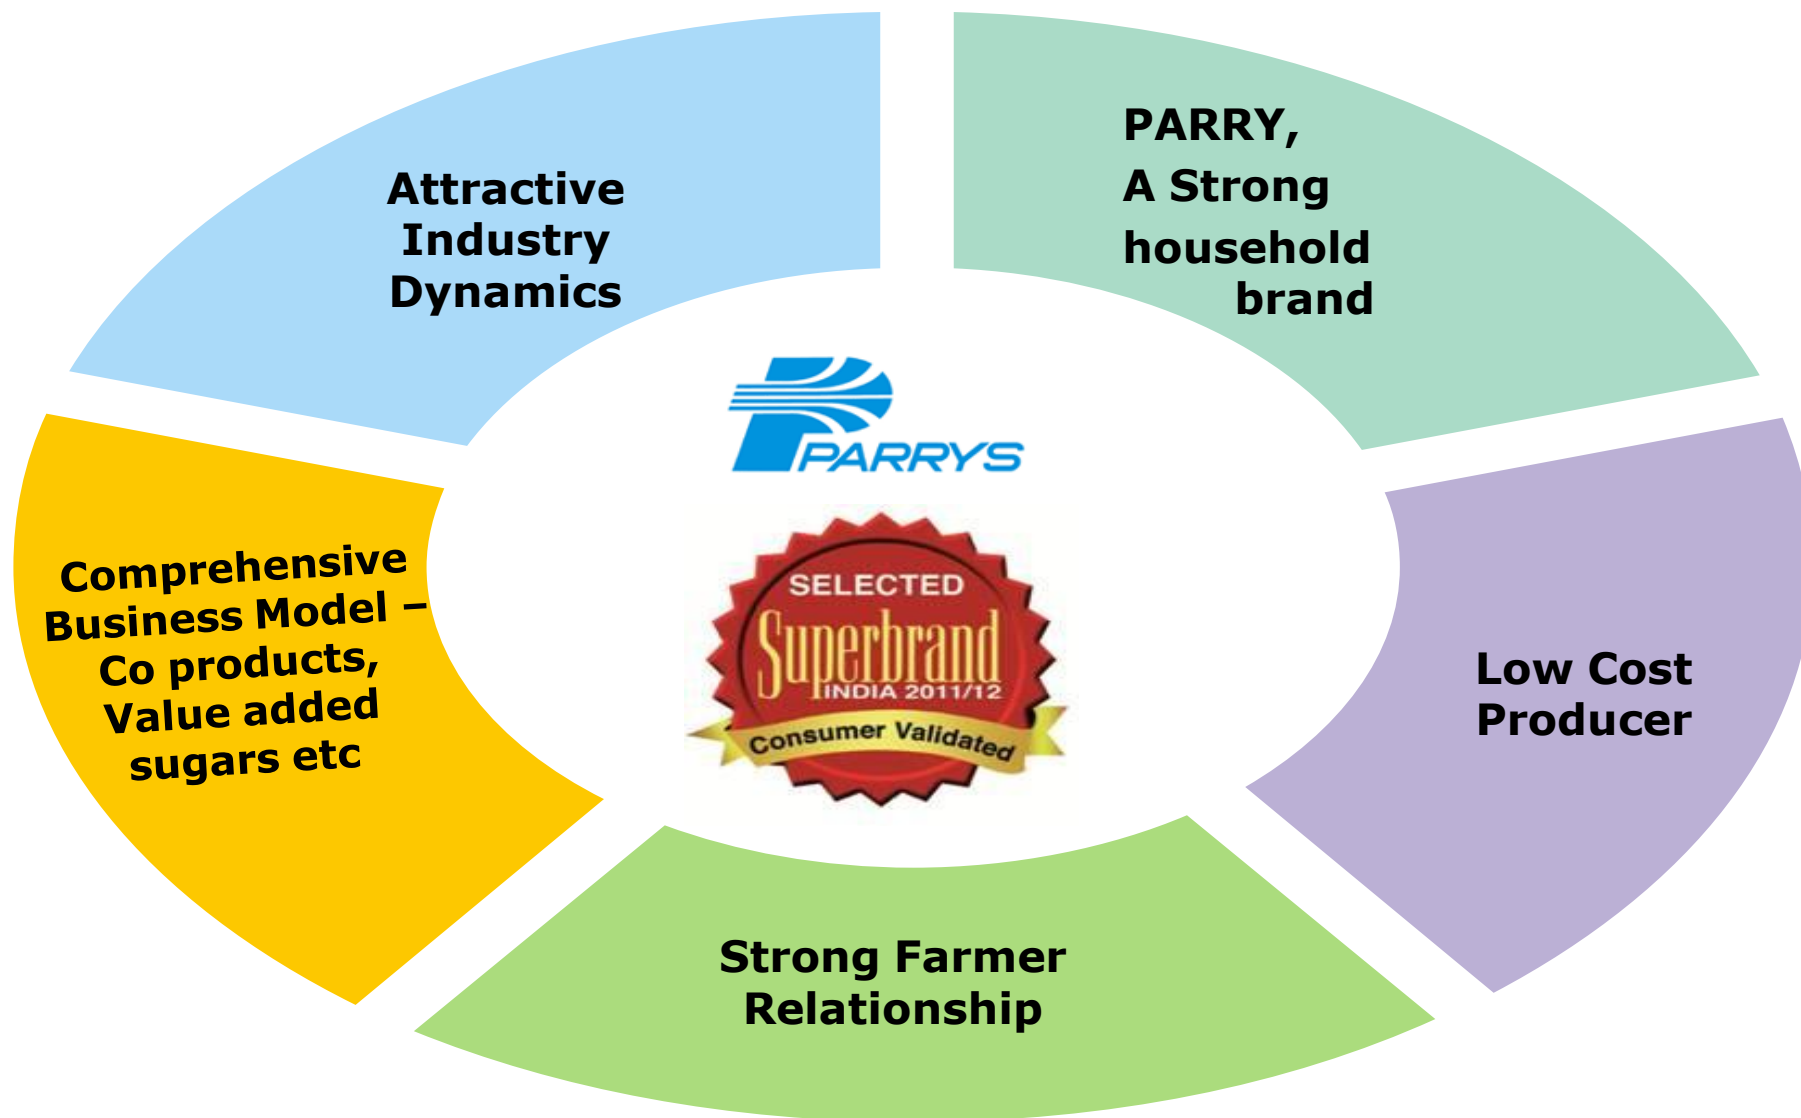 Attractive
Industry
Dynamics
PARRY,
A Strong
household
brand
PARRYS
SELECTED
Superbrand
INDIA 2011/12
Consumer Validated
Comprehensive
Business Model –
Co products,
Value added
sugars etc
Low Cost
Producer
Strong Farmer
Relationship